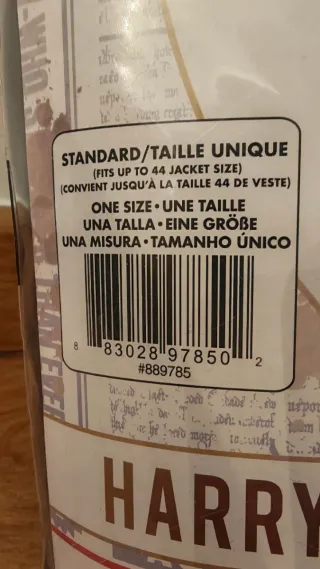 STANDARD/TAILLE UNIQUE
(FITS UP TO 44 JACKET SIZE)
(CONVIENT JUSQU'À LA TAILLE 44 DE VESTE)
ONE SIZE • UNE TAILLE
UNA TALLA • EINE GRÖßE
UNA MISURA • TAMANHO ÚNICO
8 83028 97850 2
#889785
HARRY